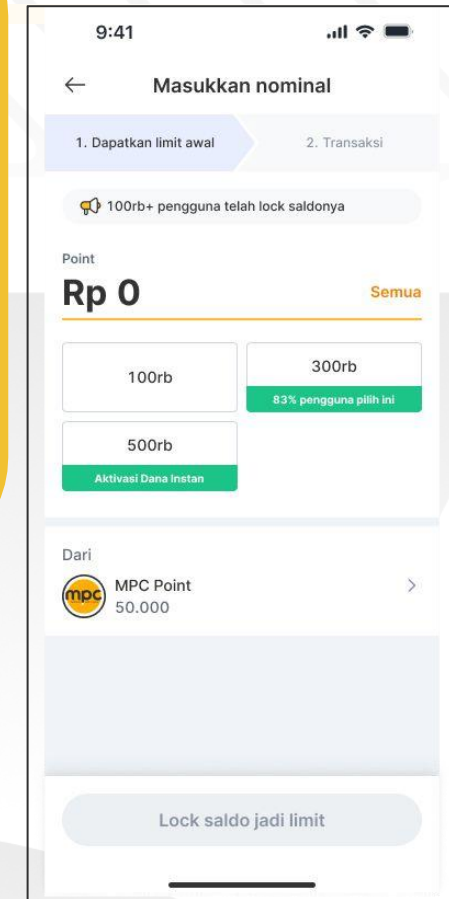 9:41
Masukkan nominal
1. Dapatkan limit awal
2. Transaksi
100rb+ pengguna telah lock saldonya
Point
Rp 0
Semua
100rb
300rb
83% pengguna pilih ini
500rb
Aktivasi Dana Instan
Dari
mpc
MPC Point
50.000
Lock saldo jadi limit